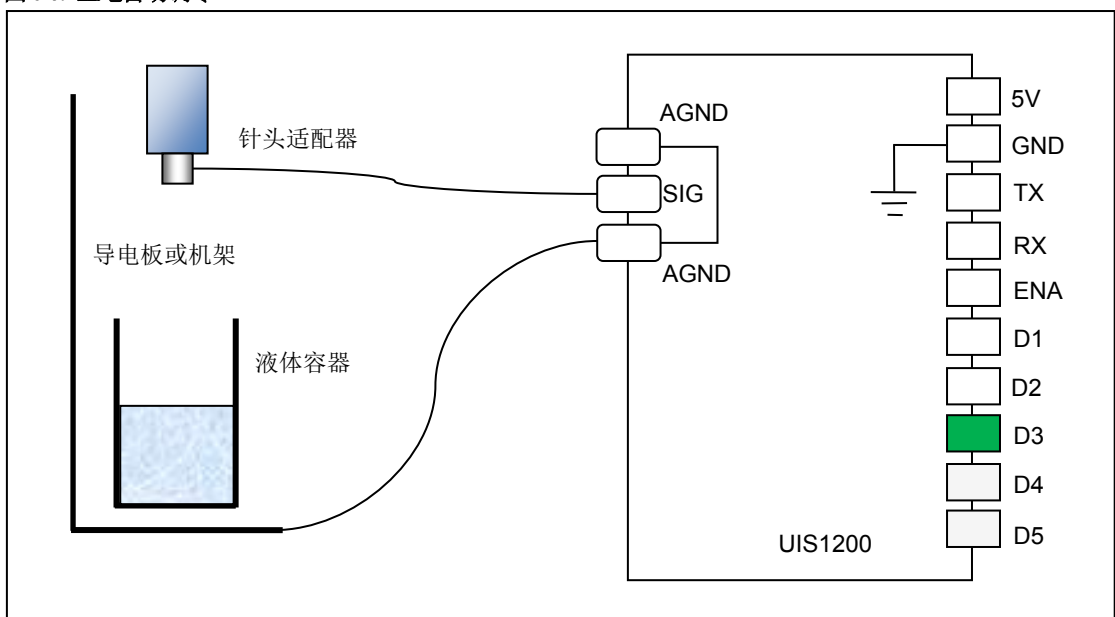 针头适配器
导电板或机架
液体容器
AGND
SIG
AGND
UIS1200
5V
GND
TX
RX
ENA
D1
D2
D3
D4
D5